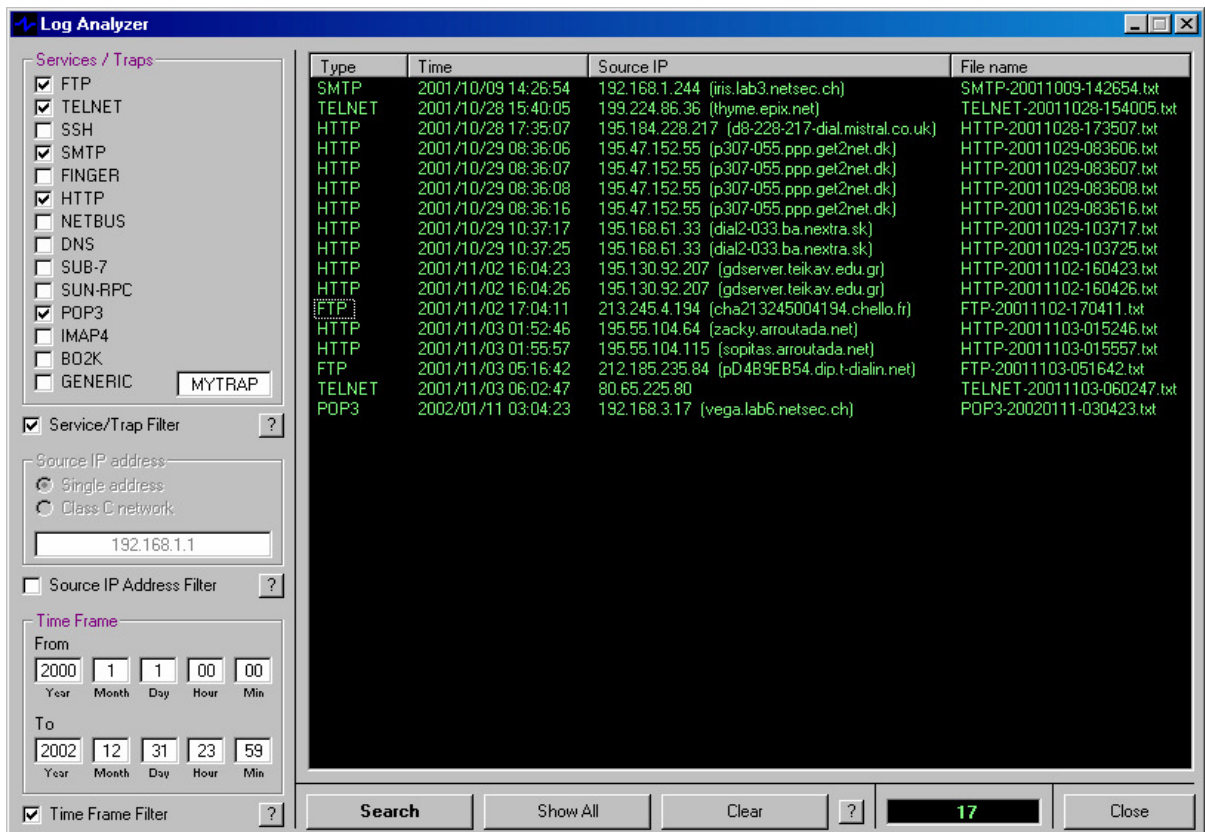 Log Analyzer
Services / Traps
FTP
TELNET
SSH
SMTP
FINGER
HTTP
NETBUS
DNS
SUB-7
SUN-RPC
POP3
IMAP4
BO2K
GENERIC MYTRAP
Service/Trap Filter ?
Source IP address
Single address
Class C network
192.168.1.1
Source IP Address Filter ?
Time Frame
From
2000 1 1 00 00
Year Month Day Hour Min
To
2002 12 31 23 59
Year Month Day Hour Min
Time Frame Filter ?
Type Time Source IP File name
SMTP 2001/10/09 14:26:54 192.168.1.244 (iris.lab3.netsec.ch) SMTP-20011009-142654.txt
TELNET 2001/10/28 15:40:05 199.224.86.36 (thyme.epix.net) TELNET-20011028-154005.txt
HTTP 2001/10/28 17:35:07 195.184.228.217 (d8-228-217-dial.mistral.co.uk) HTTP-20011028-173507.txt
HTTP 2001/10/29 08:36:06 195.47.152.55 (p307-055.ppp.get2net.dk) HTTP-20011029-083606.txt
HTTP 2001/10/29 08:36:07 195.47.152.55 (p307-055.ppp.get2net.dk) HTTP-20011029-083607.txt
HTTP 2001/10/29 08:36:08 195.47.152.55 (p307-055.ppp.get2net.dk) HTTP-20011029-083608.txt
HTTP 2001/10/29 08:36:16 195.47.152.55 (p307-055.ppp.get2net.dk) HTTP-20011029-083616.txt
HTTP 2001/10/29 10:37:17 195.168.61.33 (dial2-033.ba.nextra.sk) HTTP-20011029-103717.txt
HTTP 2001/10/29 10:37:25 195.168.61.33 (dial2-033.ba.nextra.sk) HTTP-20011029-103725.txt
HTTP 2001/11/02 16:04:23 195.130.92.207 (gdserver.teikav.edu.gr) HTTP-20011102-160423.txt
HTTP 2001/11/02 16:04:26 195.130.92.207 (gdserver.teikav.edu.gr) HTTP-20011102-160426.txt
FTP 2001/11/02 17:04:11 213.245.4.194 (cha213245004194.chello.fr) FTP-20011102-170411.txt
HTTP 2001/11/03 01:52:46 195.55.104.64 (zacky.arroutada.net) HTTP-20011103-015246.txt
HTTP 2001/11/03 01:55:57 195.55.104.115 (sopitas.arroutada.net) HTTP-20011103-015557.txt
FTP 2001/11/03 05:16:42 212.185.235.84 (pD4B9EB54.dip.t-dialin.net) FTP-20011103-051642.txt
TELNET 2001/11/03 06:02:47 80.65.225.80 TELNET-20011103-060247.txt
POP3 2002/01/11 03:04:23 192.168.3.17 (vega.lab6.netsec.ch) POP3-20020111-030423.txt
Search Show All Clear ? 17 Close